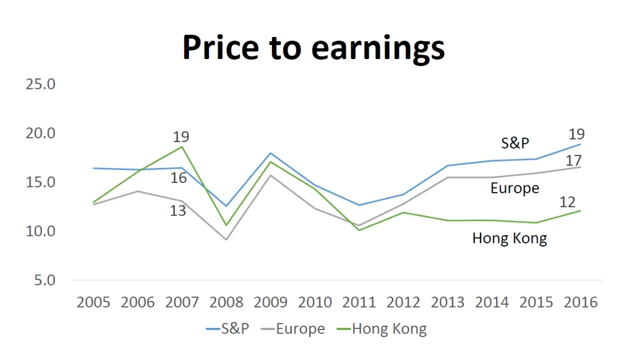 Price to earnings
25.0
20.0
15.0
10.0
5.0
19
16
13
S&P
19
17
Europe
12
Hong Kong
2005 2006 2007 2008 2009 2010 2011 2012 2013 2014 2015 2016
S&P Europe Hong Kong